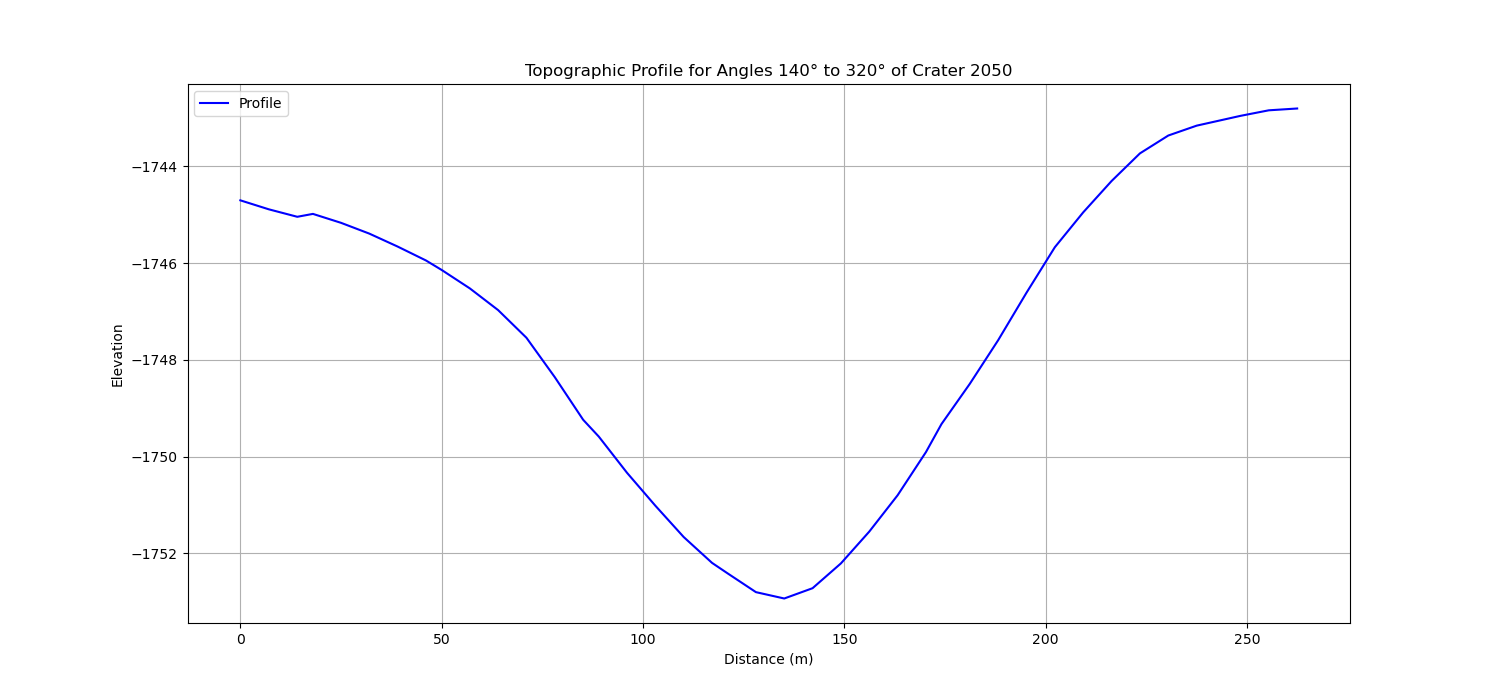 Topographic Profile for Angles 140° to 320° of Crater 2050
Profile
−1744
−1746
−1748
−1750
−1752
Elevation
0 50 100 150 200 250
Distance (m)